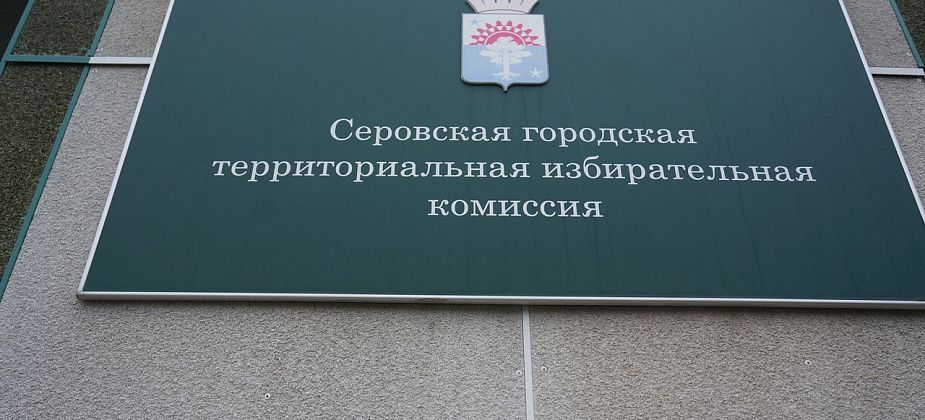 Серовская городская
территориальная избирательная
комиссия